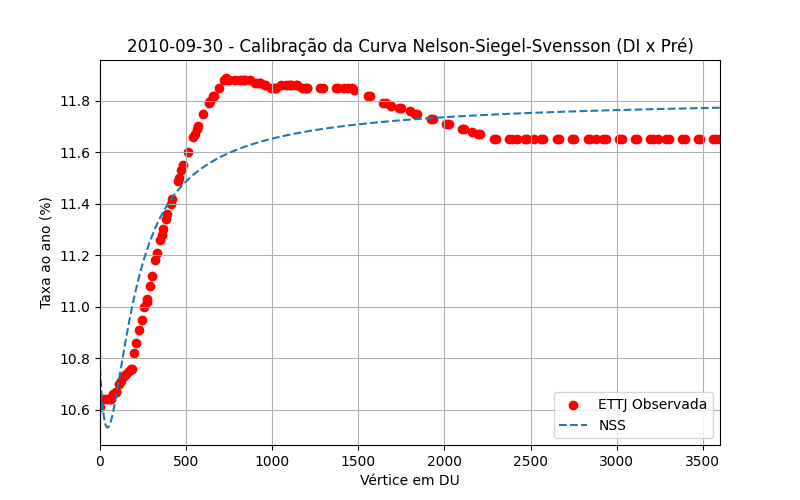 2010-09-30 - Calibração da Curva Nelson-Siegel-Svensson (DI x Pré)
Taxa ao ano (%)
11.8
11.6
11.4
11.2
11.0
10.8
10.6
ETTJ Observada
NSS
0 500 1000 1500 2000 2500 3000 3500
Vértice em DU